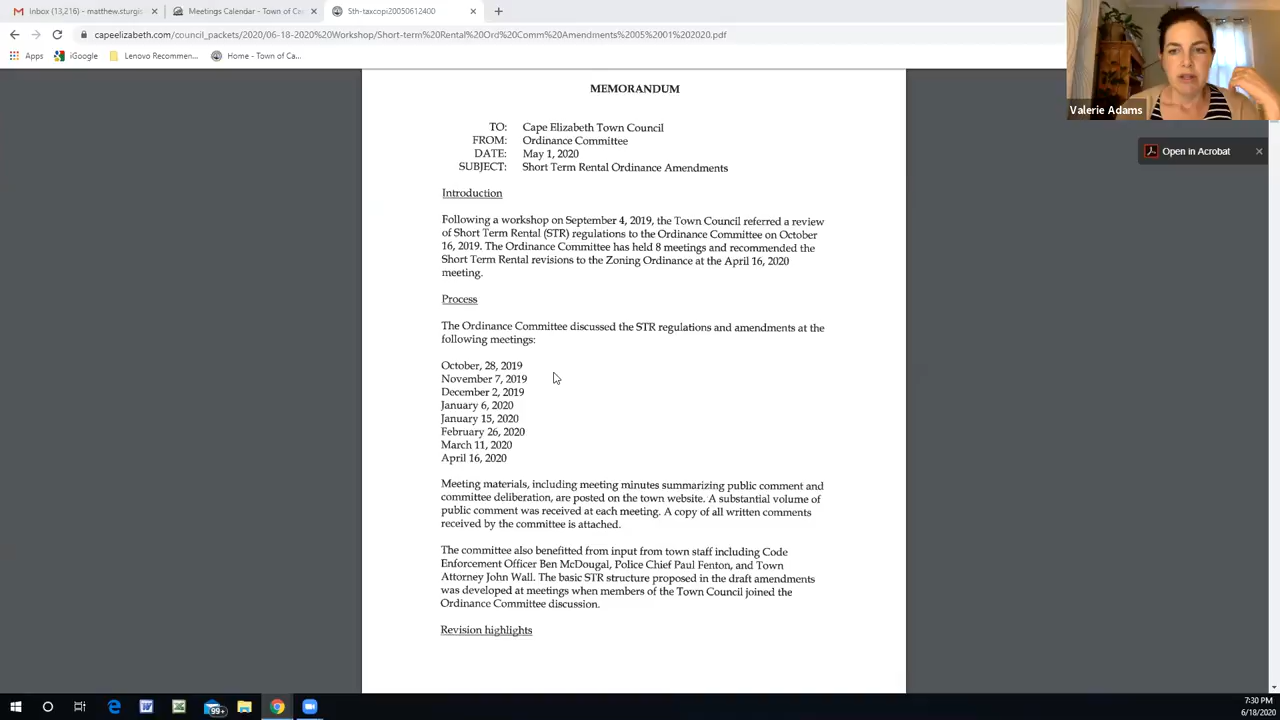 Inbox (13,216) - matthew.sturgis
Meetings Calendar - Town of Ca
Sth-taxcopi20050612400
capeelizabeth.com/council_packets/2020/06-18-2020%20Workshop/Short-term%20Rental%20Ord%20Comm%20Amendments%2005%2001%202020.pdf
Apps
iGoogle
Lenovo Recommen...
Home - Town of Ca...
Valerie Adams
Open in Acrobat
MEMORANDUM
TO: Cape Elizabeth Town Council
FROM: Ordinance Committee
DATE: May 1, 2020
SUBJECT: Short Term Rental Ordinance Amendments
Introduction
Following a workshop on September 4, 2019, the Town Council referred a review
of Short Term Rental (STR) regulations to the Ordinance Committee on October
16, 2019. The Ordinance Committee has held 8 meetings and recommended the
Short Term Rental revisions to the Zoning Ordinance at the April 16, 2020
meeting.
Process
The Ordinance Committee discussed the STR regulations and amendments at the
following meetings:
October, 28, 2019
November 7, 2019
December 2, 2019
January 6, 2020
January 15, 2020
February 26, 2020
March 11, 2020
April 16, 2020
Meeting materials, including meeting minutes summarizing public comment and
committee deliberation, are posted on the town website. A substantial volume of
public comment was received at each meeting. A copy of all written comments
received by the committee is attached.
The committee also benefitted from input from town staff including Code
Enforcement Officer Ben McDougal, Police Chief Paul Fenton, and Town
Attorney John Wall. The basic STR structure proposed in the draft amendments
was developed at meetings when members of the Town Council joined the
Ordinance Committee discussion.
Revision highlights
99+
7:30 PM
6/18/2020